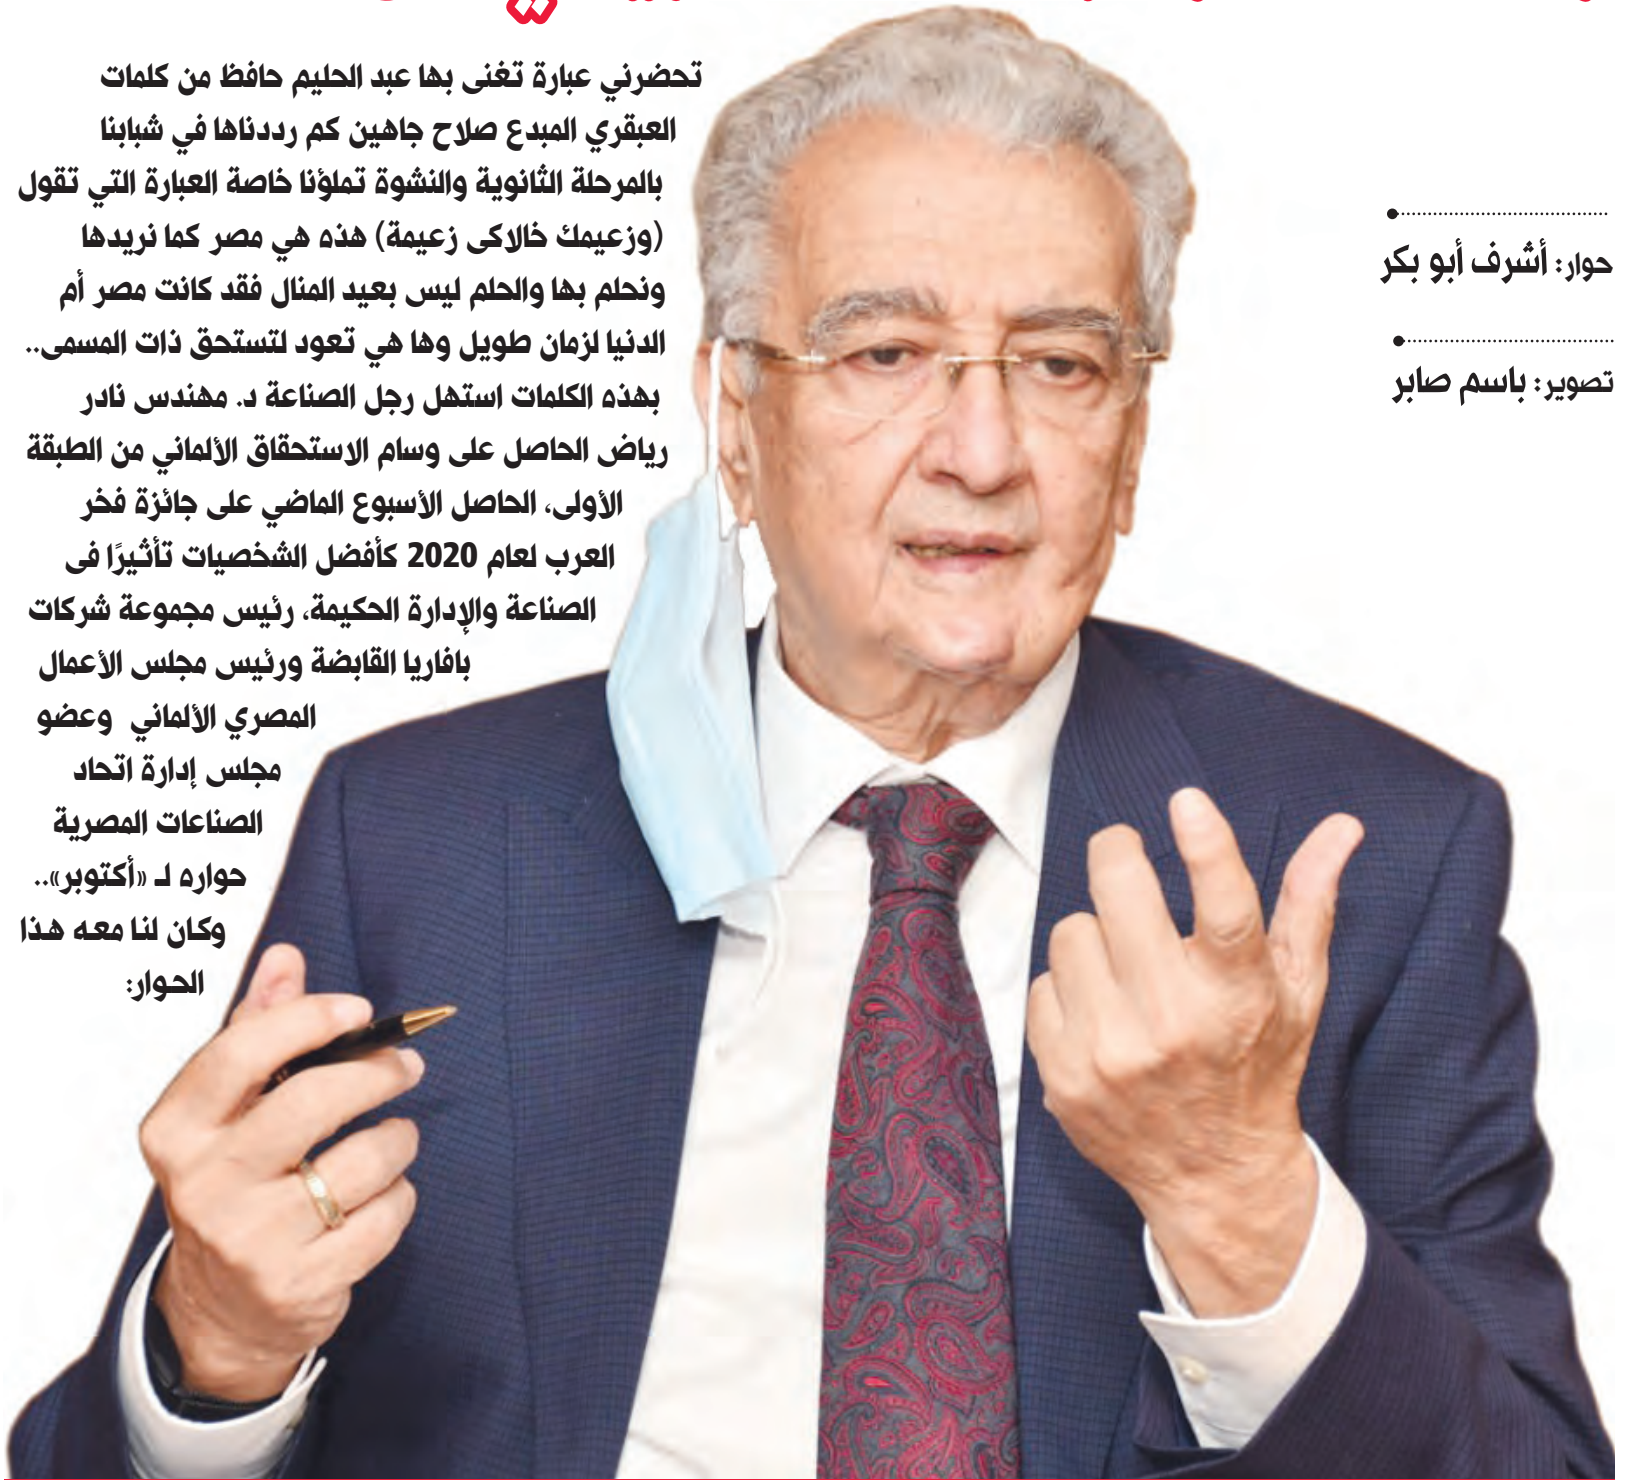 حوار: أشرف أبو بكر
تصوير: باسم صابر
تحضرني عبارة تغنى بها عبد الحليم حافظ من كلمات
العبقري المبدع صلاح جاهين كم رددناها في شبابنا
بالمرحلة الثانوية والنشوة تملؤنا خاصة العبارة التي تقول
(وزعيمك خالاكى زعيمة) هذه هي مصر كما نريدها
ونحلم بها والحلم ليس بعيد المنال فقد كانت مصر أم
الدنيا لزمان طويل وها هي تعود لتستحق ذات المسمى..
بهذه الكلمات استهل رجل الصناعة د. مهندس نادر
رياض الحاصل على وسام الاستحقاق الألماني من الطبقة
الأولى، الحاصل الأسبوع الماضي على جائزة فخر
العرب لعام 2020 كأفضل الشخصيات تأثيرًا فى
الصناعة والإدارة الحكيمة، رئيس مجموعة شركات
بافاريا القابضة ورئيس مجلس الأعمال
المصري الألماني وعضو
مجلس إدارة اتحاد
الصناعات المصرية
حواره لـ «أكتوبر»..
وكان لنا معه هذا
الحوار: